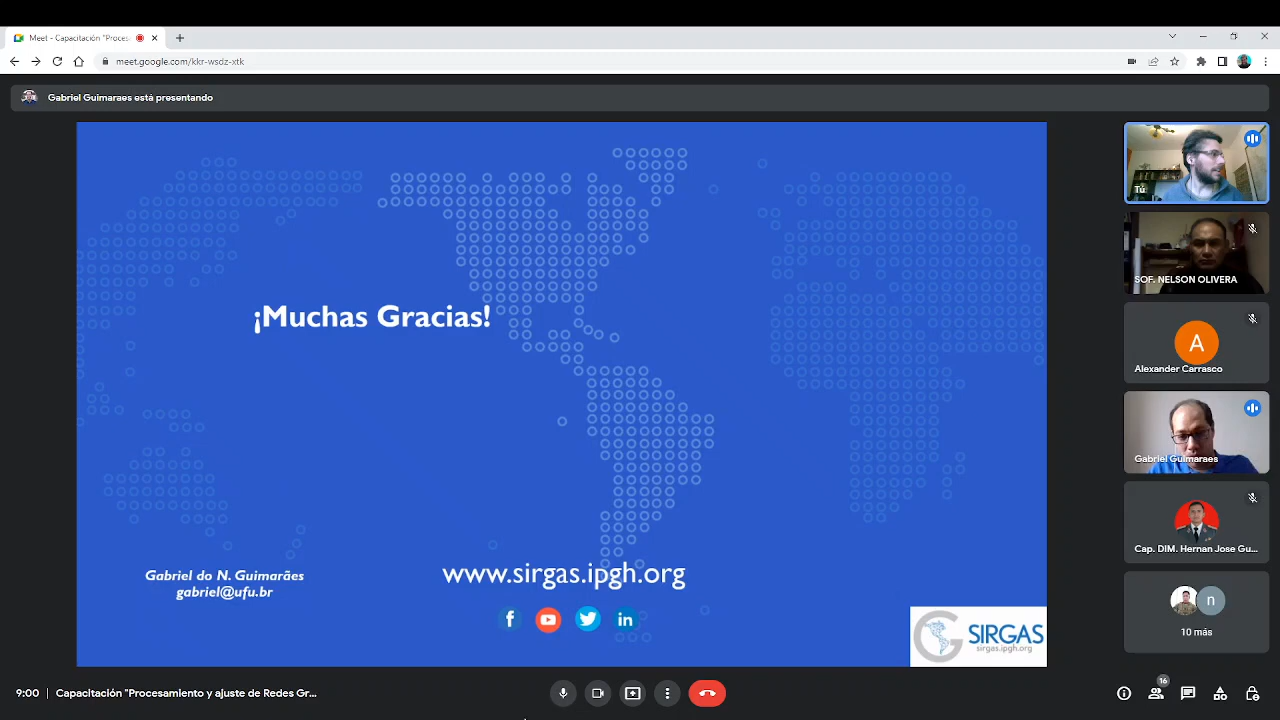 Meet - Capacitación "Proces
meet.google.com/kkr-wsdz-xtk
Gabriel Guimaraes está presentando
¡Muchas Gracias!
Gabriel do N. Guimarães
gabriel@ufu.br
www.sirgas.ipgh.org
SIRGAS
sirgas.ipgh.org
Tú
SOF. NELSON OLIVERA
A
Alexander Carrasco
Gabriel Guimaraes
Cap. DIM. Hernan Jose Gu...
n
10 más
9:00
Capacitación "Procesamiento y ajuste de Redes Gr...
16